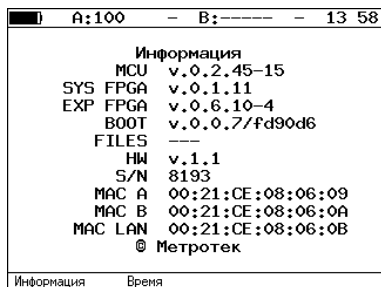 A:100 – B:----- – 13 58
Информация
MCU v.0.2.45-15
SYS FPGA v.0.1.11
EXP FPGA v.0.6.10-4
BOOT v.0.0.7/fd90d6
FILES ---
HW v.1.1
S/N 8193
MAC A 00:21:CE:08:06:09
MAC B 00:21:CE:08:06:0A
MAC LAN 00:21:CE:08:06:0B
© Метротек
Информация Время